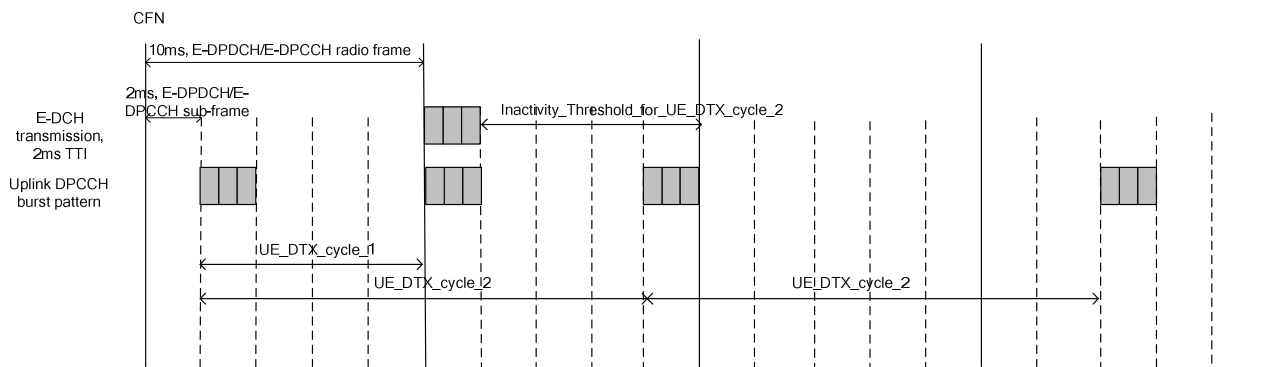 CFN
10ms, E-DPDCH/E-DPCCH radio frame
2ms, E-DPDCH/E-
DPCCH sub-frame
Inactivity_Threshold_for_UE_DTX_cycle_2
E-DCH
transmission,
2ms TTI
Uplink DPCCH
burst pattern
UE_DTX_cycle_1
UE_DTX_cycle_2
UE_DTX_cycle_2